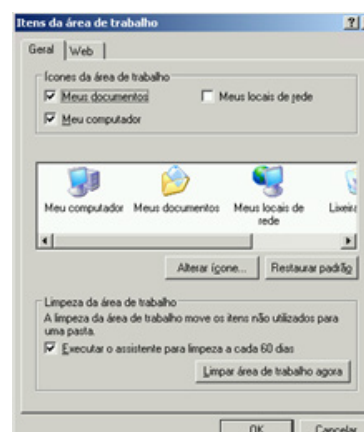 Itens da área de trabalho
Geral Web
Ícones da área de trabalho
Meus documentos Meus locais de rede
Meu computador
Meu computador Meus documentos Meus locais de rede Lixeira
Alterar ícone... Restaurar padrão
Limpeza da área de trabalho
A limpeza da área de trabalho move os itens não utilizados para
uma pasta.
Executar o assistente para limpeza a cada 60 dias
Limpar área de trabalho agora
OK Cancelar